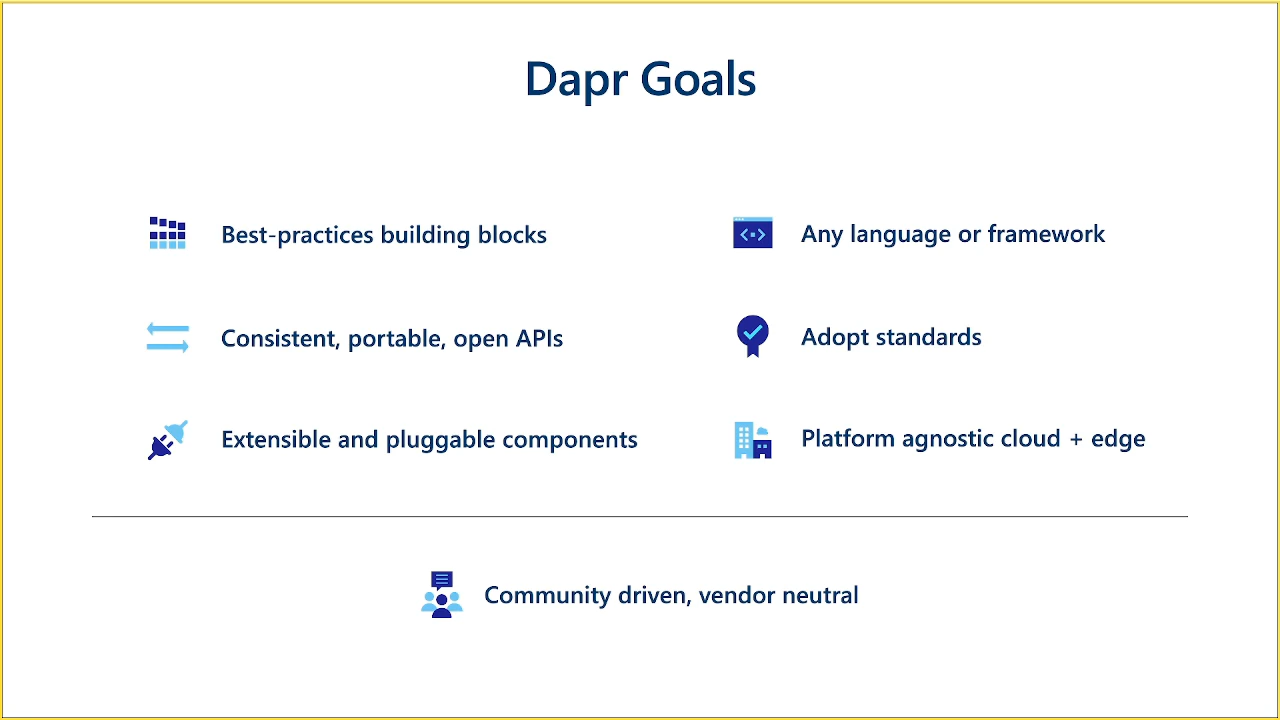 Dapr Goals
Best-practices building blocks
Any language or framework
Consistent, portable, open APIs
Adopt standards
Extensible and pluggable components
Platform agnostic cloud + edge
Community driven, vendor neutral